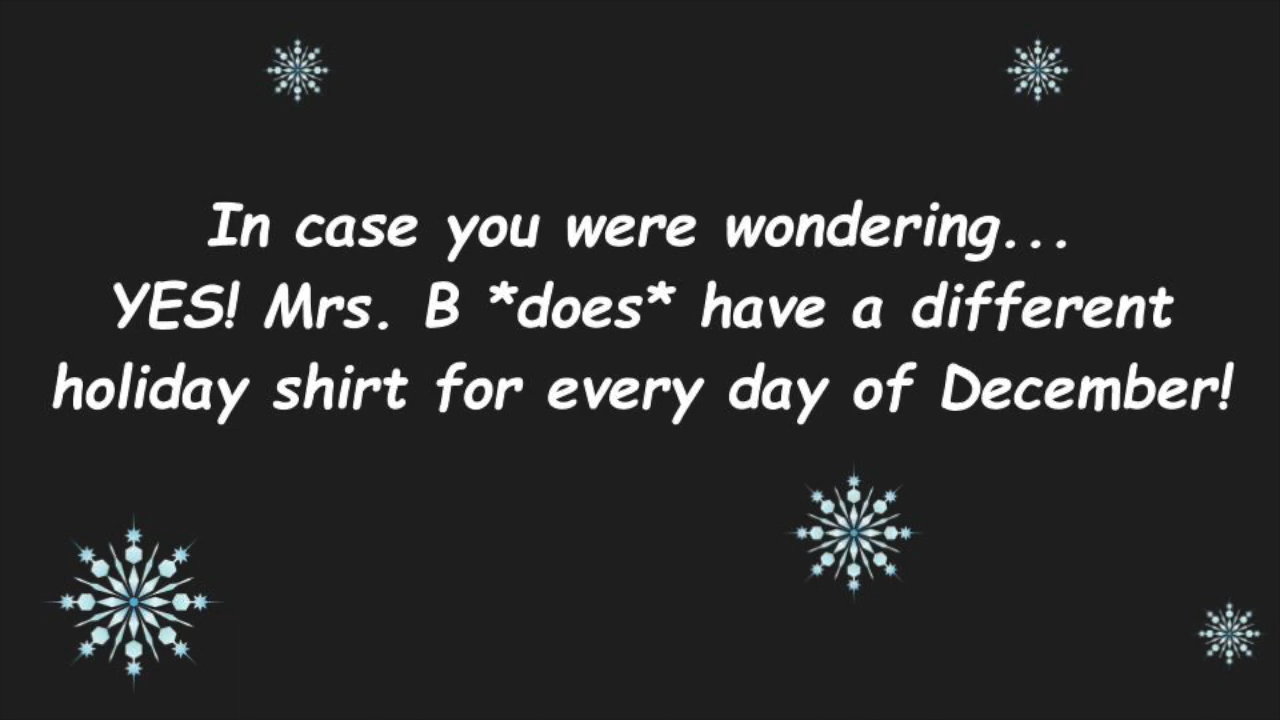 In case you were wondering...
YES! Mrs. B *does* have a different
holiday shirt for every day of December!